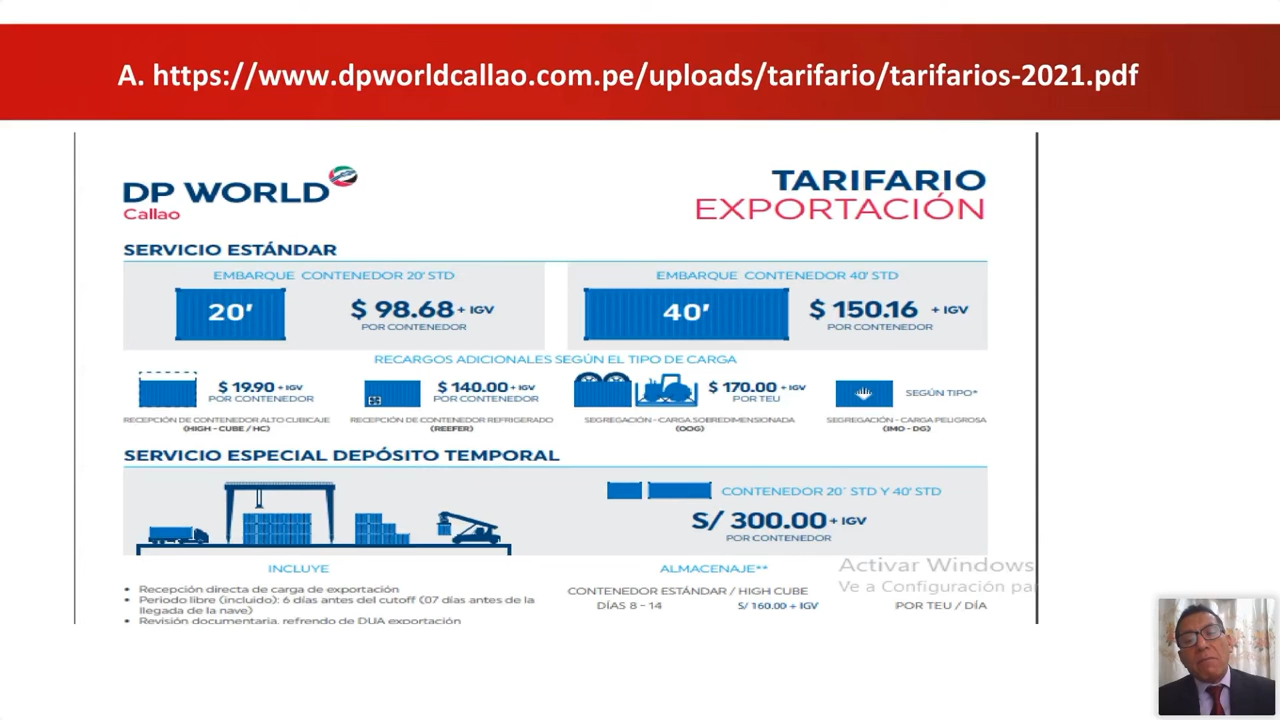 A. https://www.dpworldcallao.com.pe/uploads/tarifario/tarifarios-2021.pdf
DP WORLD
Callao
TARIFARIO
EXPORTACIÓN
SERVICIO ESTÁNDAR
EMBARQUE CONTENEDOR 20' STD
20'
$ 98.68 + IGV
POR CONTENEDOR
EMBARQUE CONTENEDOR 40' STD
40'
$ 150.16 + IGV
POR CONTENEDOR
RECARGOS ADICIONALES SEGÚN EL TIPO DE CARGA
$ 19.90 + IGV
POR CONTENEDOR
RECEPCIÓN DE CONTENEDOR ALTO CUBICAJE
(HIGH - CUBE / HC)
$ 140.00 + IGV
POR CONTENEDOR
RECEPCIÓN DE CONTENEDOR REFRIGERADO
(REEFER)
$ 170.00 + IGV
POR TEU
SEGREGACIÓN - CARGA SOBREDIMENSIONADA
(OOG)
SEGÚN TIPO*
SEGREGACIÓN - CARGA PELIGROSA
(IMO - DG)
SERVICIO ESPECIAL DEPÓSITO TEMPORAL
CONTENEDOR 20´ STD Y 40' STD
S/ 300.00 + IGV
POR CONTENEDOR
INCLUYE
• Recepción directa de carga de exportación
• Periodo libre (incluido): 6 días antes del cutoff (07 días antes de la
llegada de la nave)
• Revisión documentaria, refrendo de DUA exportación
ALMACENAJE**
CONTENEDOR ESTÁNDAR / HIGH CUBE
DÍAS 8 - 14 S/ 160.00 + IGV POR TEU / DÍA
Activar Windows
Ve a Configuración par